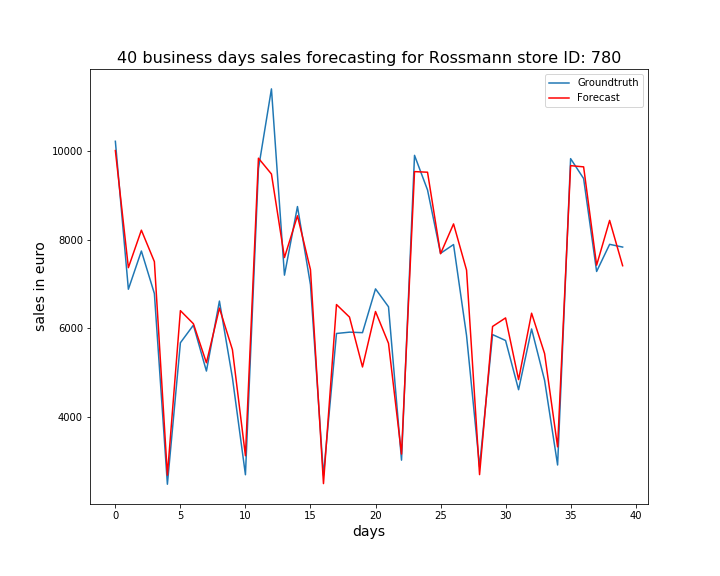 40 business days sales forecasting for Rossmann store ID: 780
Groundtruth
Forecast
sales in euro
10000
8000
6000
4000
0 5 10 15 20 25 30 35 40
days